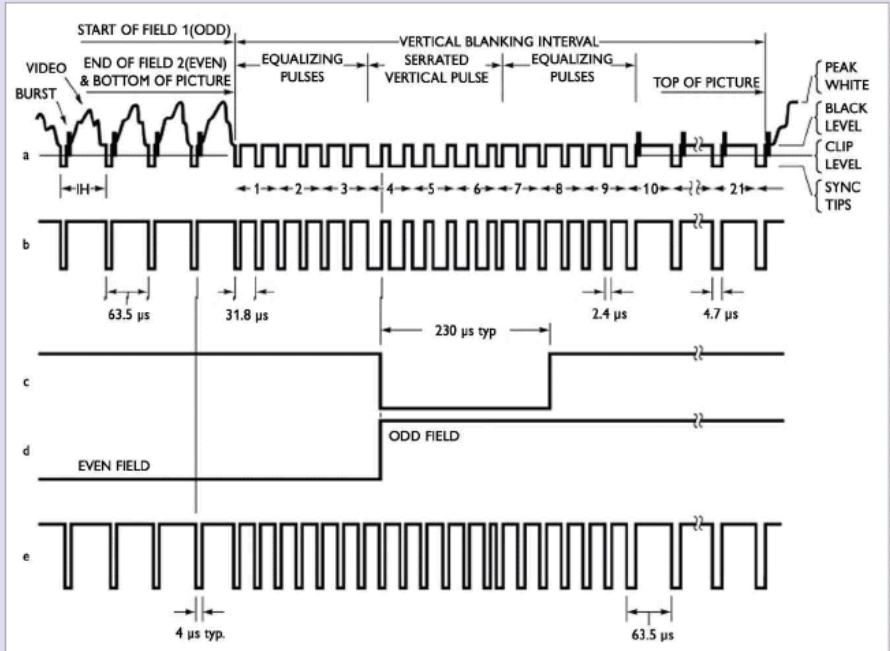 START OF FIELD 1(ODD)
VERTICAL BLANKING INTERVAL
END OF FIELD 2(EVEN)
& BOTTOM OF PICTURE
EQUALIZING
PULSES
SERRATED
VERTICAL PULSE
EQUALIZING
PULSES
TOP OF PICTURE
VIDEO
BURST
PEAK
WHITE
BLACK
LEVEL
CLIP
LEVEL
SYNC
TIPS
a
IH
1 2 3 4 5 6 7 8 9 10 21
b
63.5 µs
31.8 µs
2.4 µs
4.7 µs
230 µs typ
c
d
ODD FIELD
EVEN FIELD
e
4 µs typ.
63.5 µs